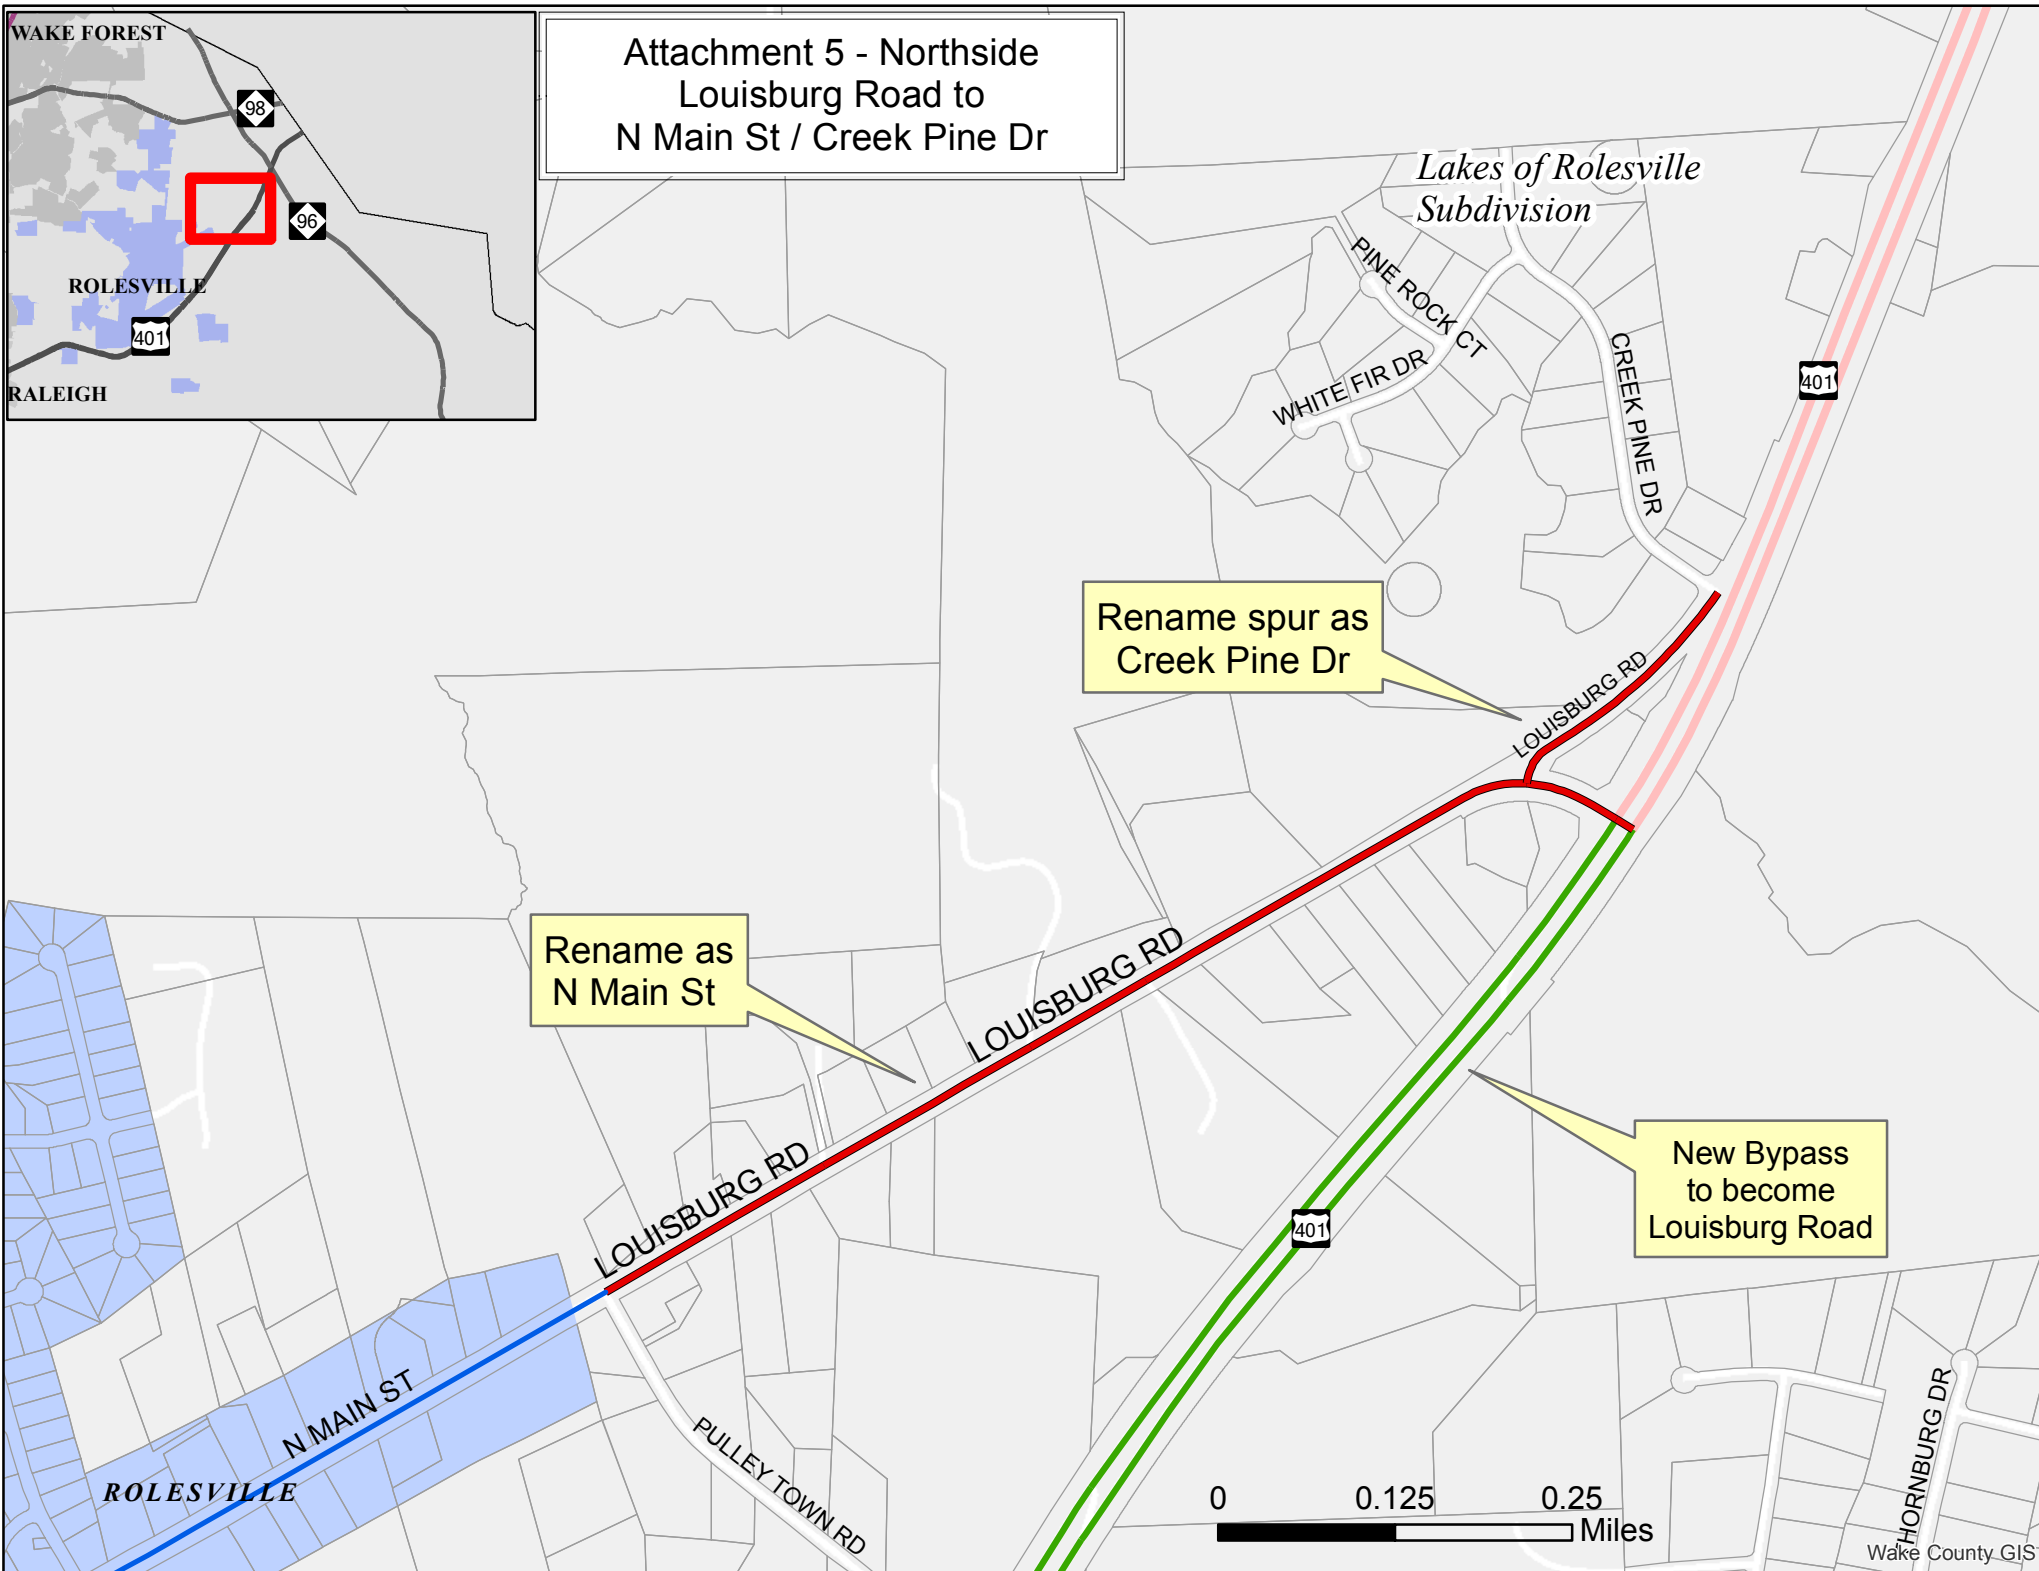 WAKE FOREST
98
96
ROLESVILLE
401
RALEIGH
Attachment 5 - Northside
Louisburg Road to
N Main St / Creek Pine Dr
Lakes of Rolesville
Subdivision
PINE ROCK CT
WHITE FIR DR
CREEK PINE DR
401
Rename spur as
Creek Pine Dr
LOUISBURG RD
Rename as
N Main St
LOUISBURG RD
LOUISBURG RD
New Bypass
to become
Louisburg Road
401
N MAIN ST
ROLESVILLE
PULLEY TOWN RD
THORNBURG DR
0 0.125 0.25
Miles
Wake County GIS